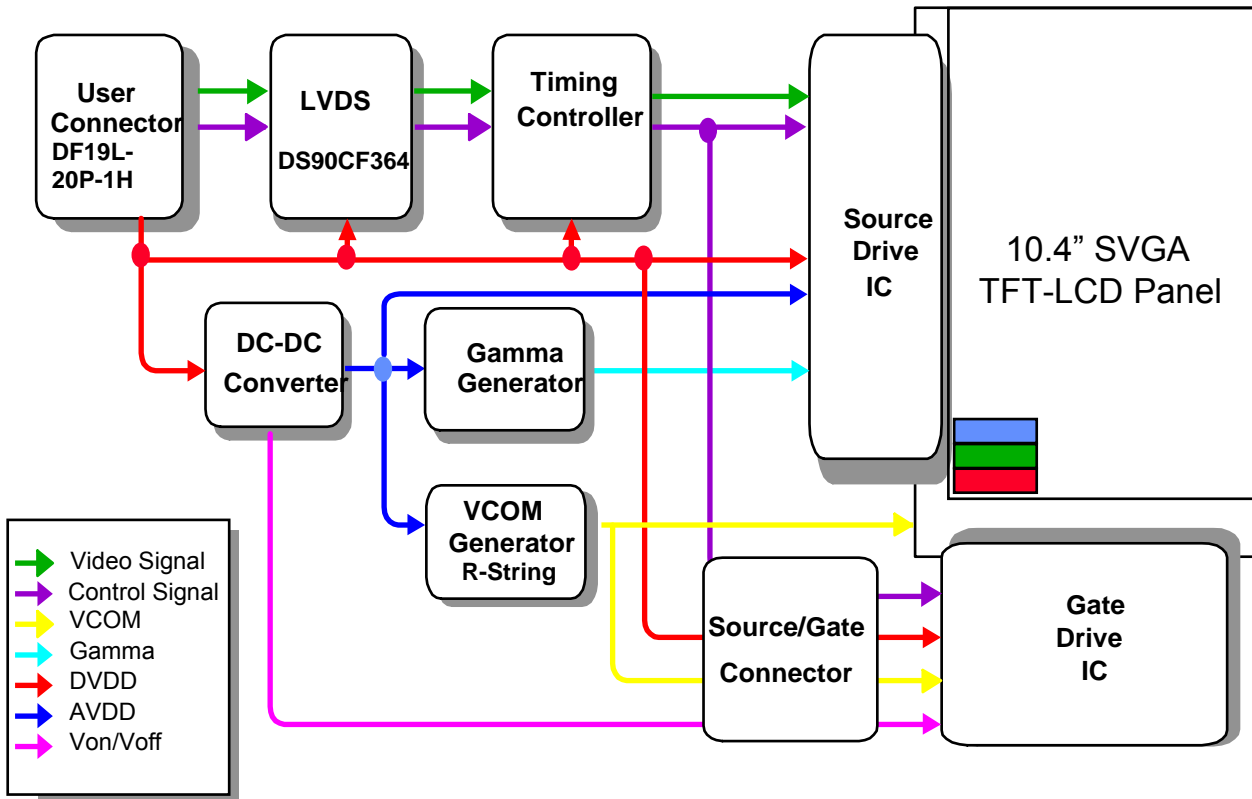 User
Connector
DF19L-
20P-1H
LVDS
DS90CF364
Timing
Controller
Source
Drive
IC
10.4” SVGA
TFT-LCD Panel
DC-DC
Converter
Gamma
Generator
VCOM
Generator
R-String
Source/Gate
Connector
Gate
Drive
IC
Video Signal
Control Signal
VCOM
Gamma
DVDD
AVDD
Von/Voff